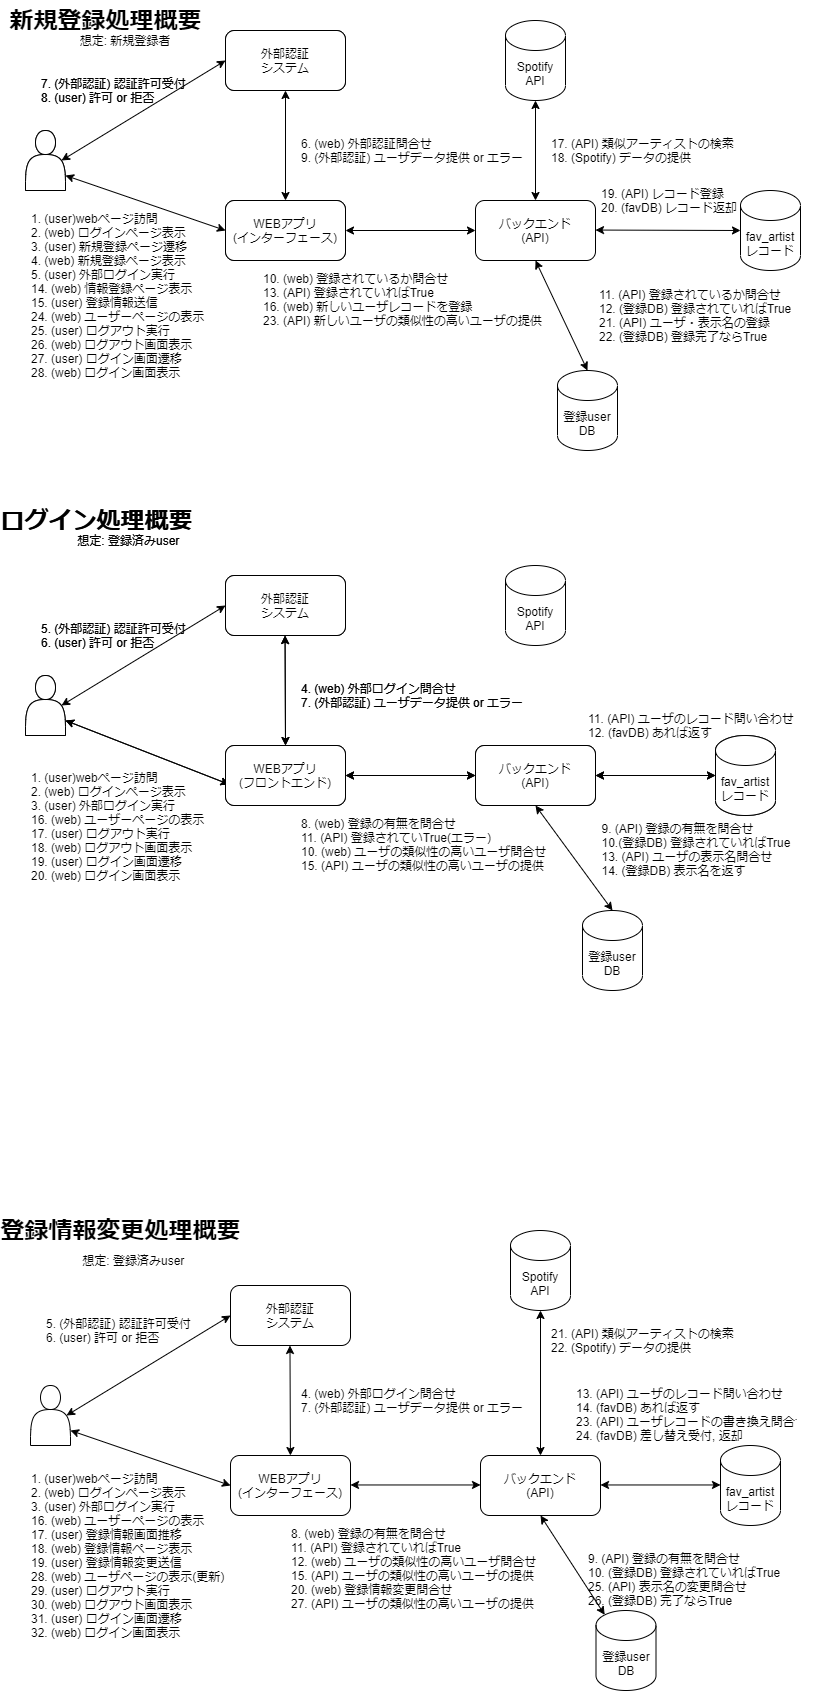 新規登録処理概要
想定: 新規登録者
外部認証
システム
Spotify
API
7. (外部認証) 認証許可受付
8. (user) 許可 or 拒否
6. (web) 外部認証問合せ
9. (外部認証) ユーザデータ提供 or エラー
17. (API) 類似アーティストの検索
18. (Spotify) データの提供
19. (API) レコード登録
20. (favDB) レコード返却
WEBアプリ
(インターフェース)
バックエンド
(API)
fav_artist
レコード
1. (user)webページ訪問
2. (web) ログインページ表示
3. (user) 新規登録ページ遷移
4. (web) 新規登録ページ表示
5. (user) 外部ログイン実行
14. (web) 情報登録ページ表示
15. (user) 登録情報送信
24. (web) ユーザーページの表示
25. (user) ログアウト実行
26. (web) ログアウト画面表示
27. (user) ログイン画面遷移
28. (web) ログイン画面表示
10. (web) 登録されているか問合せ
13. (API) 登録されていればTrue
16. (web) 新しいユーザレコードを登録
23. (API) 新しいユーザの類似性の高いユーザの提供
11. (API) 登録されているか問合せ
12. (登録DB) 登録されていればTrue
21. (API) ユーザ・表示名の登録
22. (登録DB) 登録完了ならTrue
登録user
DB
ログイン処理概要
想定: 登録済みuser
外部認証
システム
Spotify
API
5. (外部認証) 認証許可受付
6. (user) 許可 or 拒否
4. (web) 外部ログイン問合せ
7. (外部認証) ユーザデータ提供 or エラー
11. (API) ユーザのレコード問い合わせ
12. (favDB) あれば返す
WEBアプリ
(フロントエンド)
バックエンド
(API)
fav_artist
レコード
1. (user)webページ訪問
2. (web) ログインページ表示
3. (user) 外部ログイン実行
16. (web) ユーザーページの表示
17. (user) ログアウト実行
18. (web) ログアウト画面表示
19. (user) ログイン画面遷移
20. (web) ログイン画面表示
8. (web) 登録の有無を問合せ
11. (API) 登録されていTrue(エラー)
10. (web) ユーザの類似性の高いユーザ問合せ
15. (API) ユーザの類似性の高いユーザの提供
9. (API) 登録の有無を問合せ
10.(登録DB) 登録されていればTrue
13. (API) ユーザの表示名問合せ
14. (登録DB) 表示名を返す
登録user
DB
登録情報変更処理概要
想定: 登録済みuser
外部認証
システム
Spotify
API
5. (外部認証) 認証許可受付
6. (user) 許可 or 拒否
4. (web) 外部ログイン問合せ
7. (外部認証) ユーザデータ提供 or エラー
21. (API) 類似アーティストの検索
22. (Spotify) データの提供
13. (API) ユーザのレコード問い合わせ
14. (favDB) あれば返す
23. (API) ユーザレコードの書き換え問合
24. (favDB) 差し替え受付, 返却
WEBアプリ
(インターフェース)
バックエンド
(API)
fav_artist
レコード
1. (user)webページ訪問
2. (web) ログインページ表示
3. (user) 外部ログイン実行
16. (web) ユーザーページの表示
17. (user) 登録情報画面推移
18. (web) 登録情報ページ表示
19. (user) 登録情報変更送信
28. (web) ユーザページの表示(更新)
29. (user) ログアウト実行
30. (web) ログアウト画面表示
31. (user) ログイン画面遷移
32. (web) ログイン画面表示
8. (web) 登録の有無を問合せ
11. (API) 登録されていればTrue
12. (web) ユーザの類似性の高いユーザ問合せ
15. (API) ユーザの類似性の高いユーザの提供
20. (web) 登録情報変更問合せ
27. (API) ユーザの類似性の高いユーザの提供
9. (API) 登録の有無を問合せ
10. (登録DB) 登録されていればTrue
25. (API) 表示名の変更問合せ
26. (登録DB) 完了ならTrue
登録user
DB